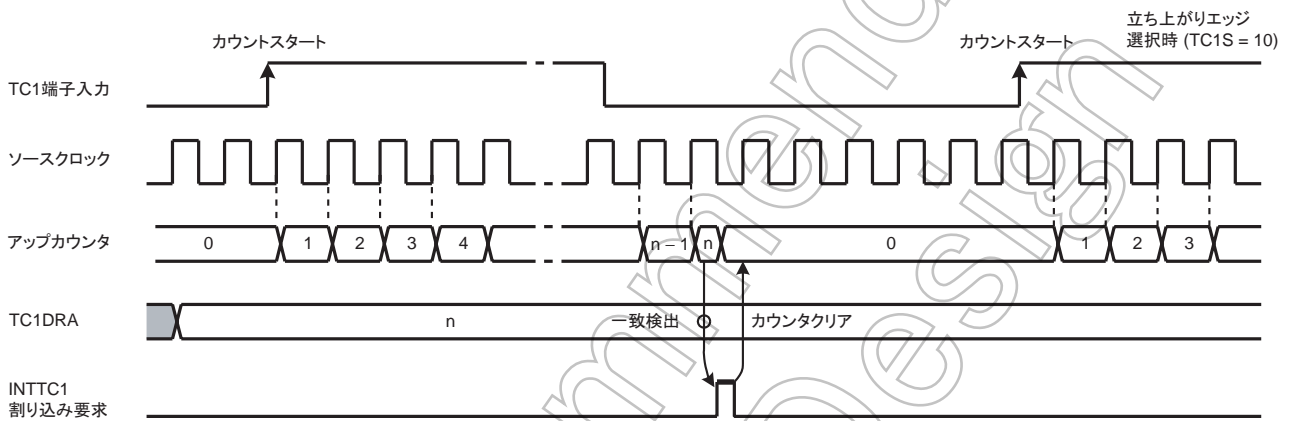 立ち上がりエッジ
選択時 (TC1S = 10)
カウントスタート
カウントスタート
TC1端子入力
ソースクロック
アップカウンタ
0
1
2
3
4
n – 1
n
0
1
2
3
TC1DRA
n
一致検出
カウンタクリア
INTTC1
割り込み要求